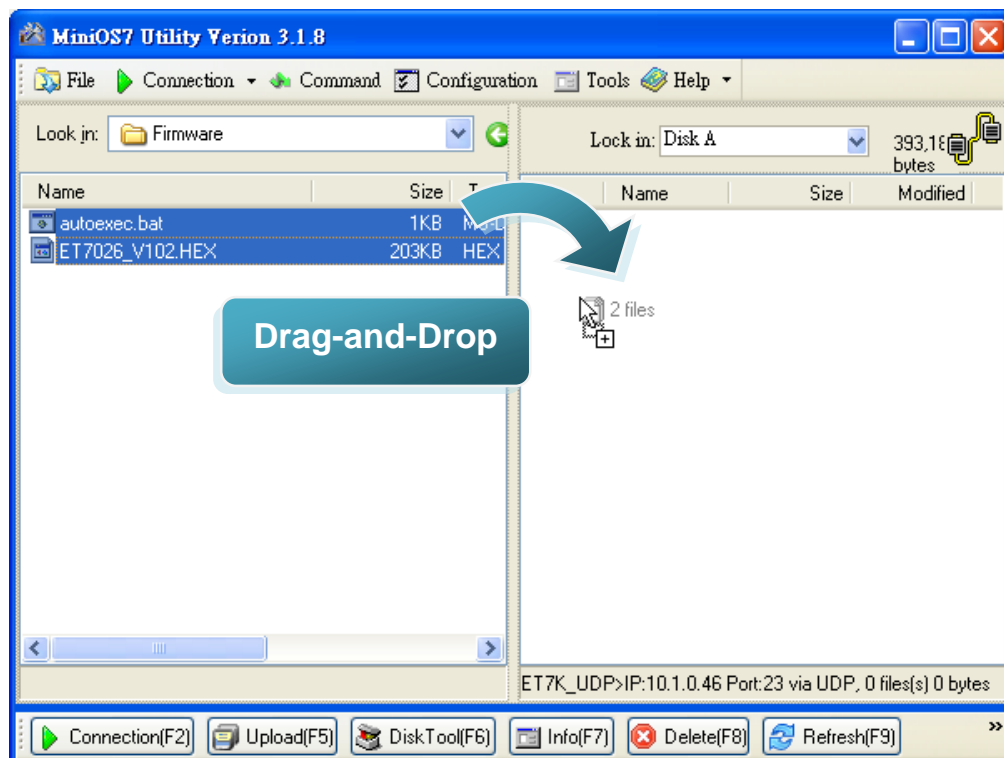 MiniOS7 Utility Verion 3.1.8
File Connection Command Configuration Tools Help
Look in: Firmware
Lock in: Disk A
393,18
bytes
Name Size
Name Size Modified
autoexec.bat 1KB
ET7026_V102.HEX 203KB HEX
2 files
Drag-and-Drop
ET7K_UDP>IP:10.1.0.46 Port:23 via UDP, 0 files(s) 0 bytes
Connection(F2) Upload(F5) DiskTool(F6) Info(F7) Delete(F8) Refresh(F9) »